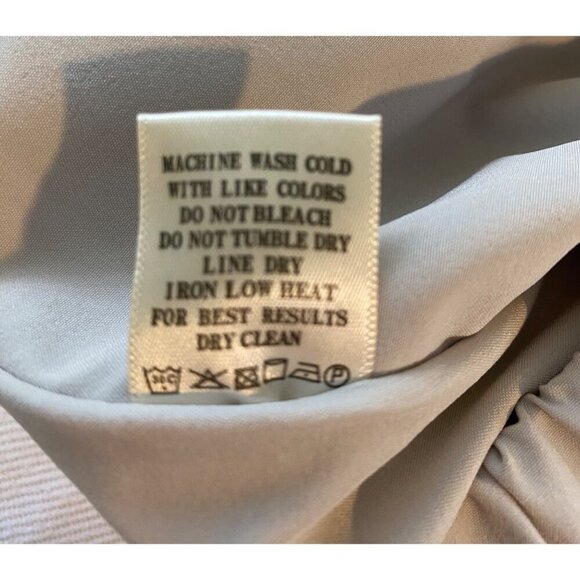 MACHINE WASH COLD
WITH LIKE COLORS
DO NOT BLEACH
DO NOT TUMBLE DRY
LINE DRY
IRON LOW HEAT
FOR BEST RESULTS
DRY CLEAN
30C P